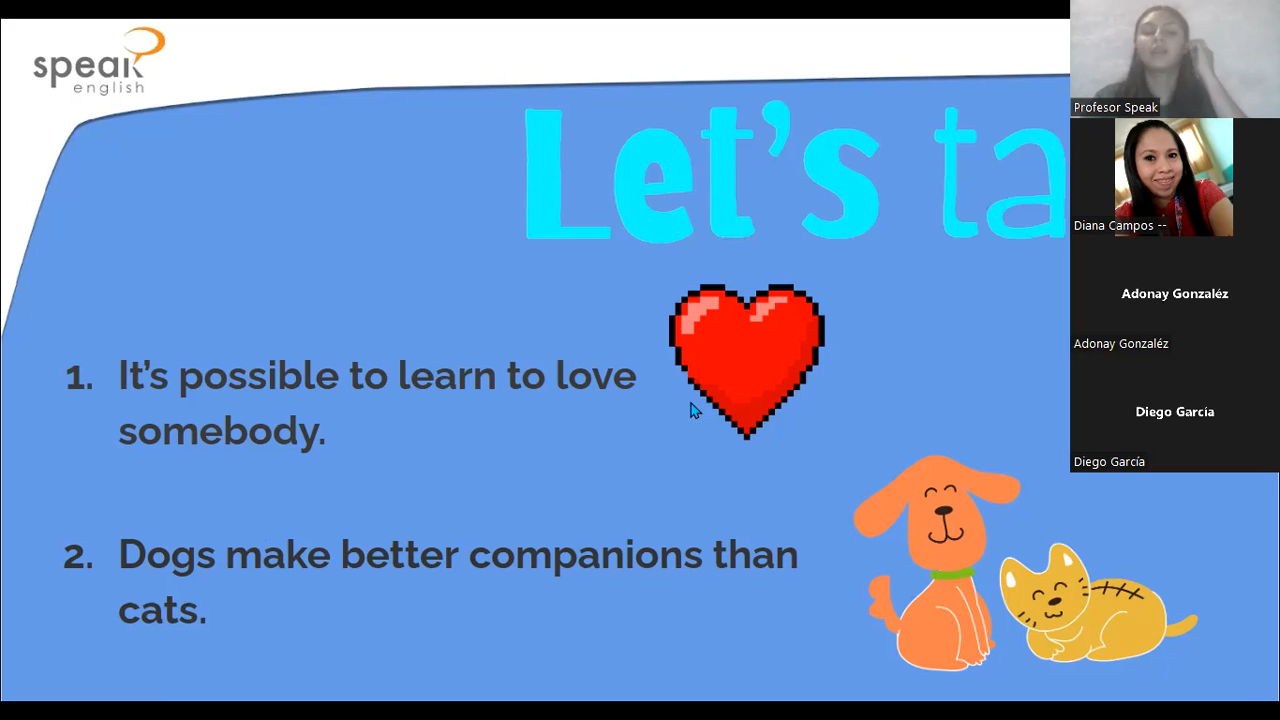 speak
english
Let's ta
1. It's possible to learn to love
somebody.
2. Dogs make better companions than
cats.
Profesor Speak
Diana Campos --
Adonay Gonzaléz
Adonay Gonzaléz
Diego García
Diego García